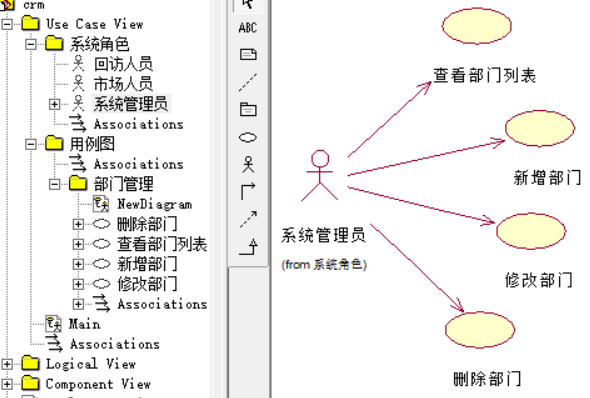 crm
Use Case View
系统角色
回访人员
市场人员
系统管理员
Associations
用例图
Associations
部门管理
NewDiagram
删除部门
查看部门列表
新增部门
修改部门
Associations
Main
Associations
Logical View
Component View
ABC
查看部门列表
新增部门
系统管理员
(from 系统角色)
修改部门
删除部门